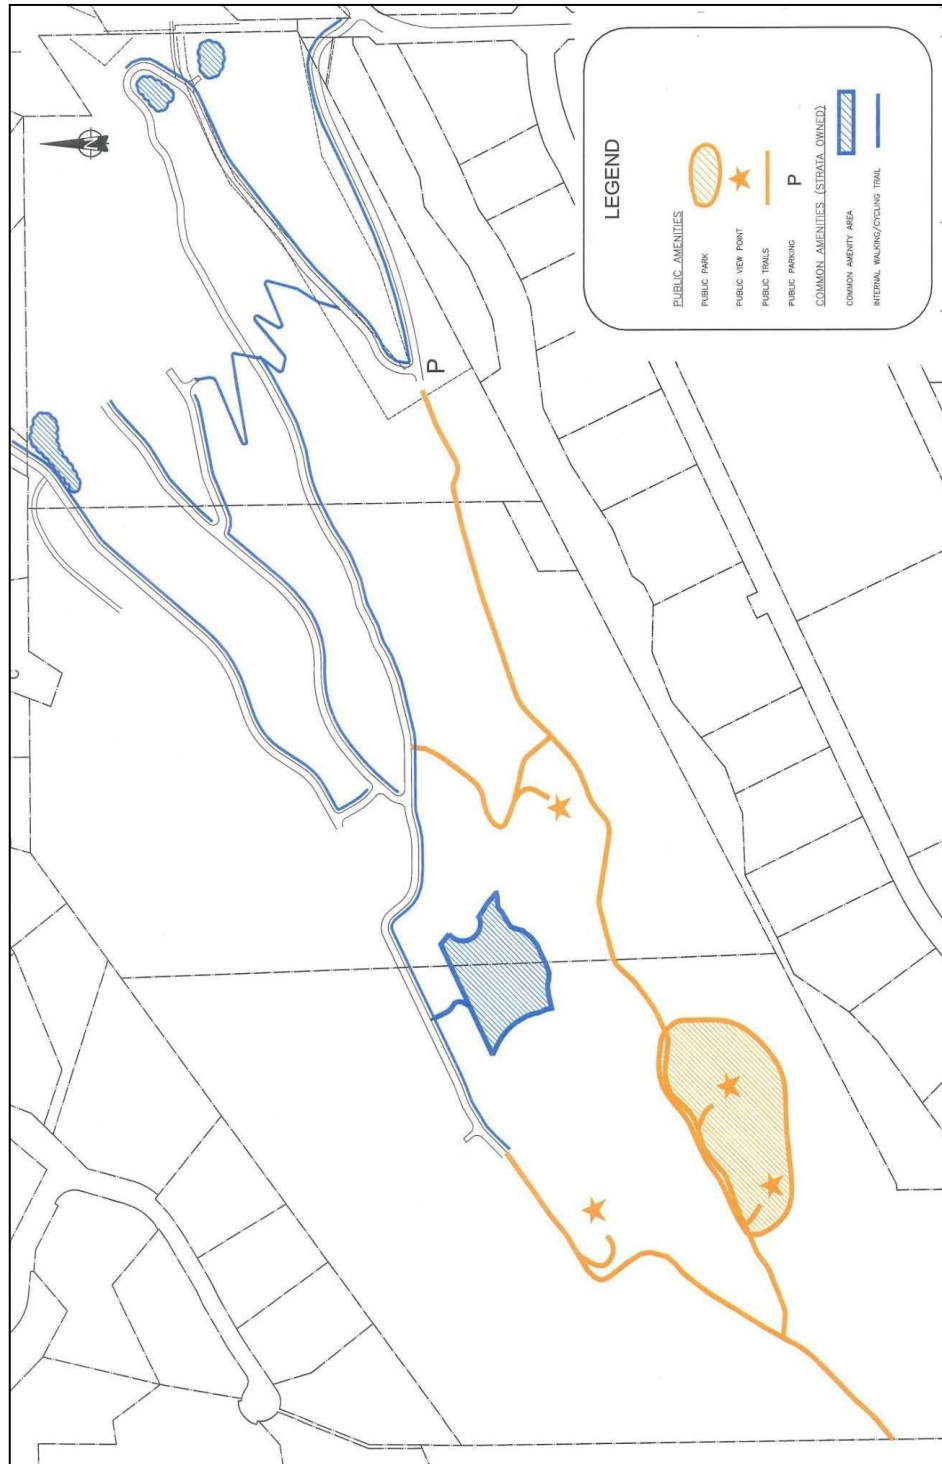 N
C
P
LEGEND
PUBLIC AMENITIES
PUBLIC PARK
PUBLIC VIEW POINT
PUBLIC TRAILS
PUBLIC PARKING P
COMMON AMENITIES (STRATA OWNED)
COMMON AMENITY AREA
INTERNAL WALKING/CYCLING TRAIL